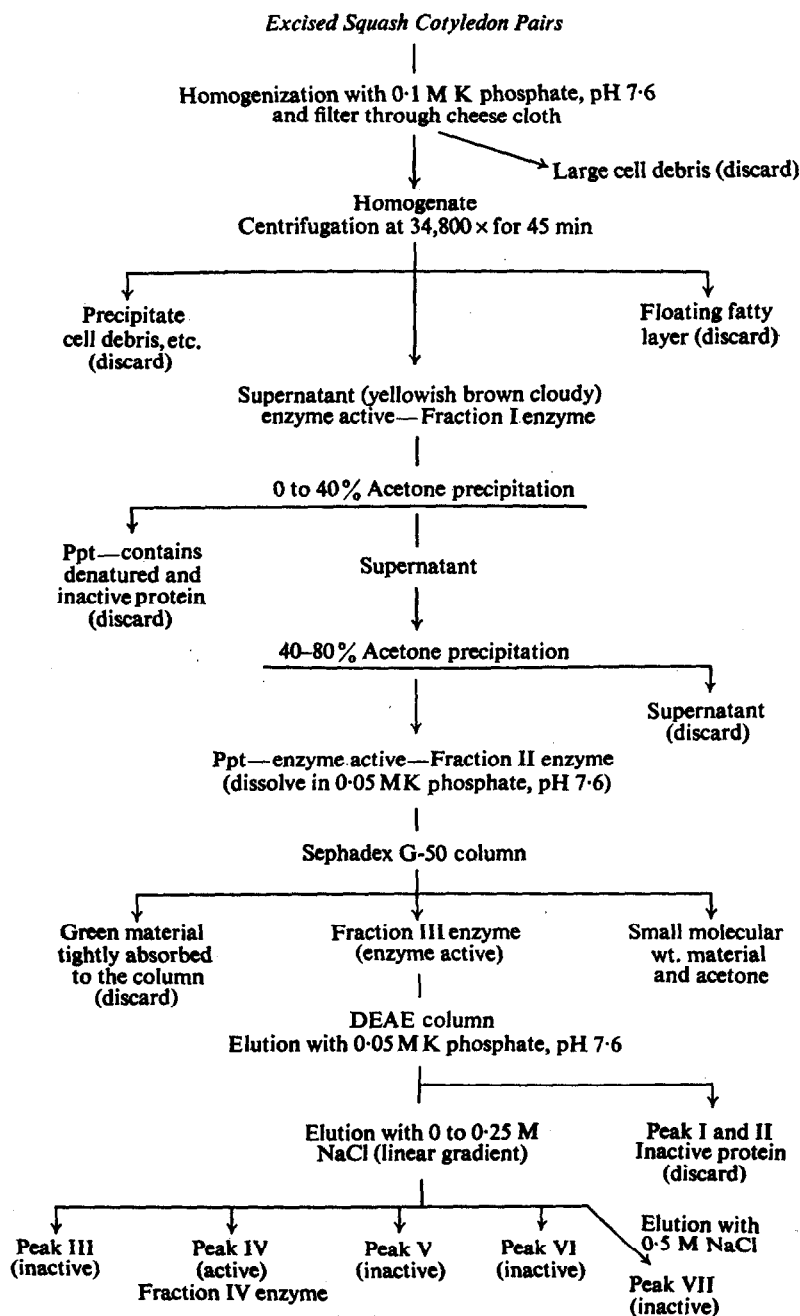 Excised Squash Cotyledon Pairs
Homogenization with 0·1 M K phosphate, pH 7·6
and filter through cheese cloth
Large cell debris (discard)
Homogenate
Centrifugation at 34,800 × for 45 min
Precipitate
cell debris, etc.
(discard)
Floating fatty
layer (discard)
Supernatant (yellowish brown cloudy)
enzyme active—Fraction I enzyme
0 to 40% Acetone precipitation
Ppt—contains
denatured and
inactive protein
(discard)
Supernatant
40–80% Acetone precipitation
Supernatant
(discard)
Ppt—enzyme active—Fraction II enzyme
(dissolve in 0·05 M K phosphate, pH 7·6)
Sephadex G-50 column
Green material
tightly absorbed
to the column
(discard)
Fraction III enzyme
(enzyme active)
Small molecular
wt. material
and acetone
DEAE column
Elution with 0·05 M K phosphate, pH 7·6
Elution with 0 to 0·25 M
NaCl (linear gradient)
Peak I and II
Inactive protein
(discard)
Peak III
(inactive)
Peak IV
(active)
Fraction IV enzyme
Peak V
(inactive)
Peak VI
(inactive)
Elution with
0·5 M NaCl
Peak VII
(inactive)